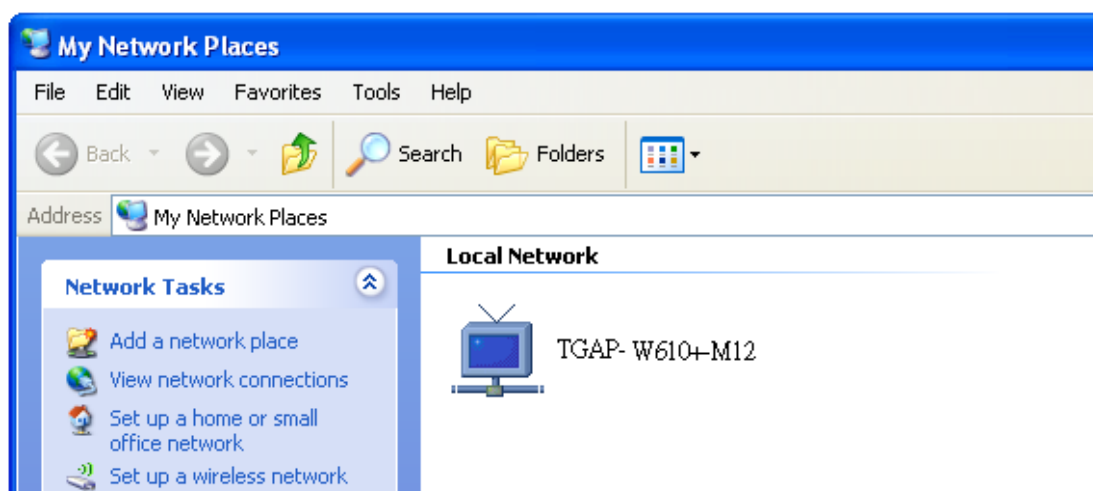 My Network Places
File Edit View Favorites Tools Help
Back Search Folders
Address My Network Places
Network Tasks
Add a network place
View network connections
Set up a home or small
office network
Set up a wireless network
Local Network
TGAP- W610+-M12